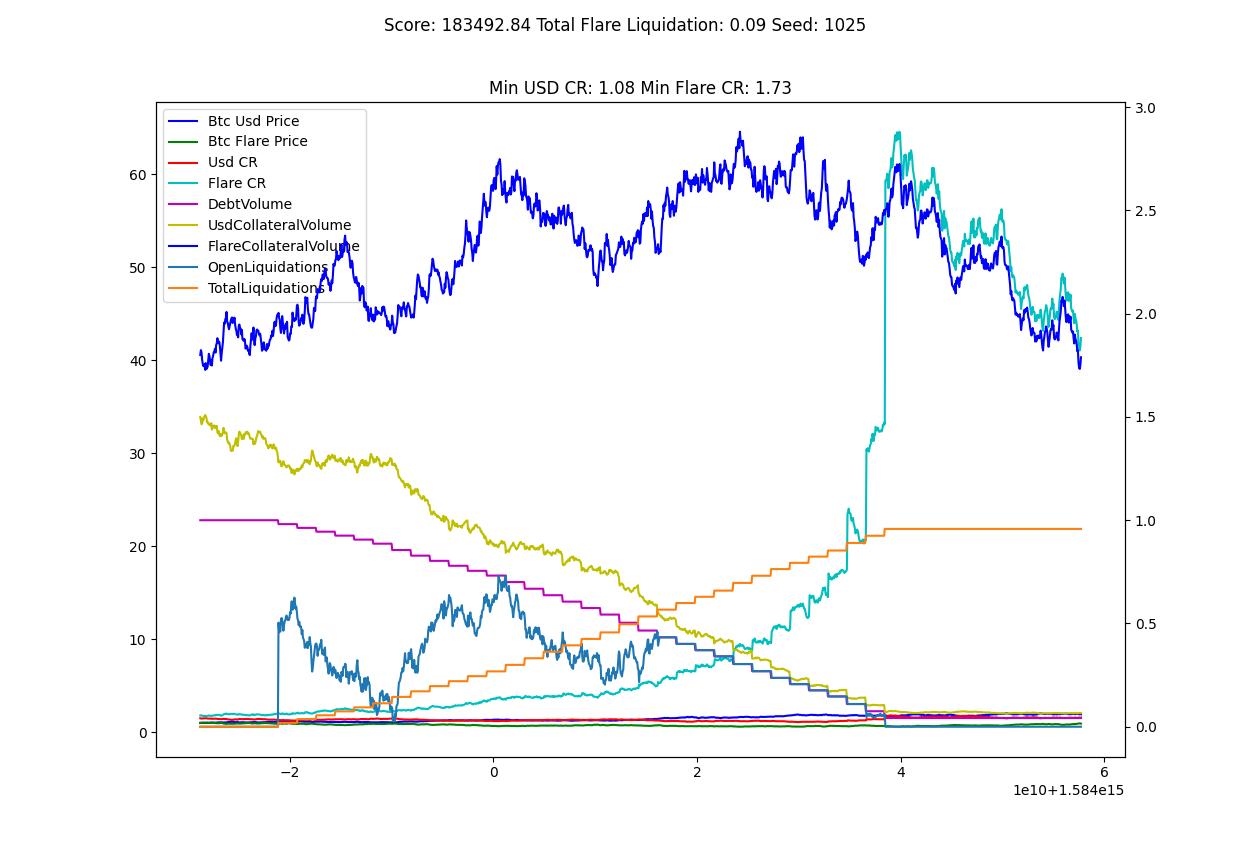 Score: 183492.84 Total Flare Liquidation: 0.09 Seed: 1025
Min USD CR: 1.08 Min Flare CR: 1.73
Btc Usd Price
Btc Flare Price
Usd CR
Flare CR
DebtVolume
UsdCollateralVolume
FlareCollateralVolume
OpenLiquidations
TotalLiquidations
60
50
40
30
20
10
0
3.0
2.5
2.0
1.5
1.0
0.5
0.0
−2
0
2
4
6
1e10+1.584e15